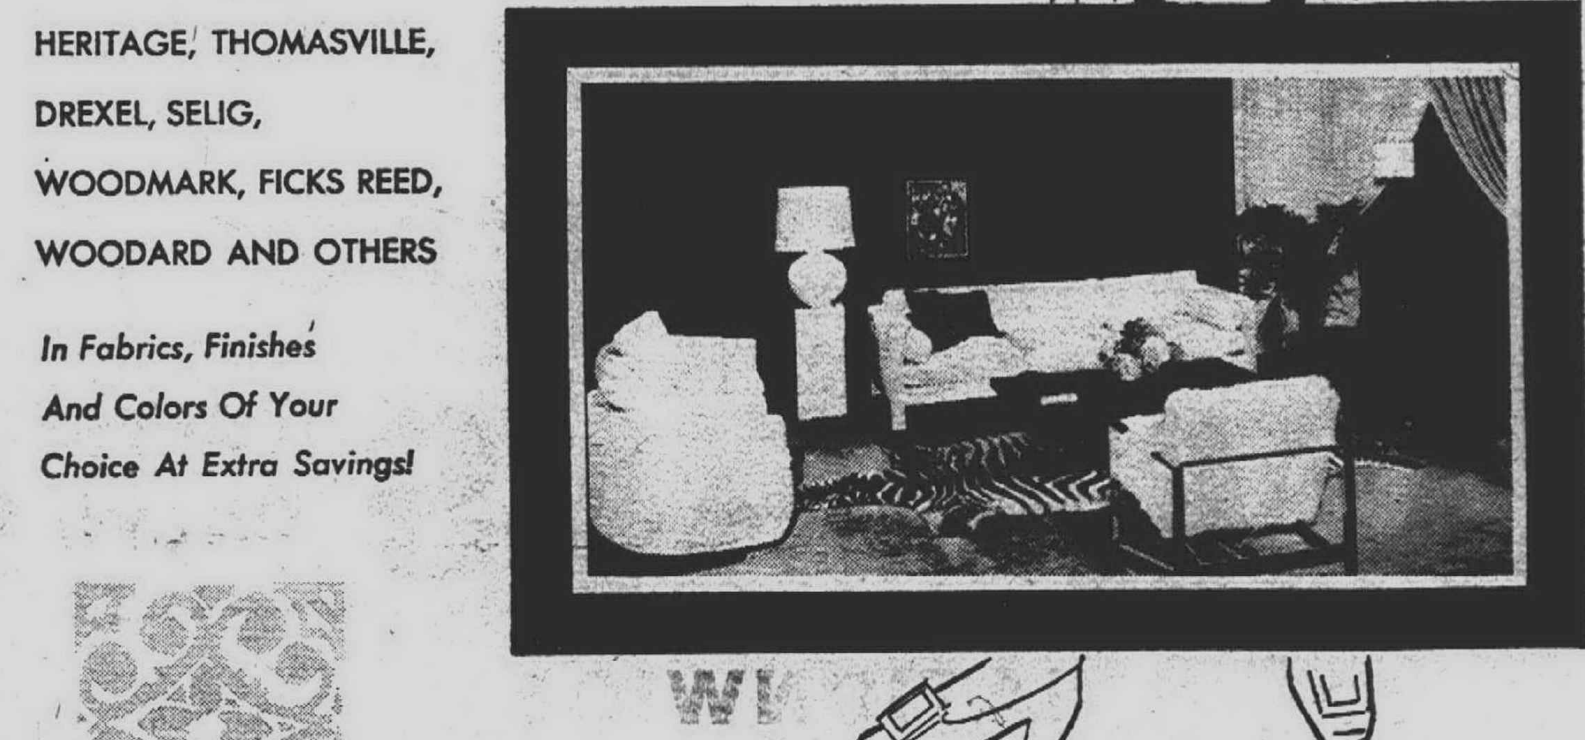 HERITAGE, THOMASVILLE,
DREXEL, SELIG,
WOODMARK, FICKS REED,
WOODARD AND OTHERS
In Fabrics, Finishes
And Colors Of Your
Choice At Extra Savings!